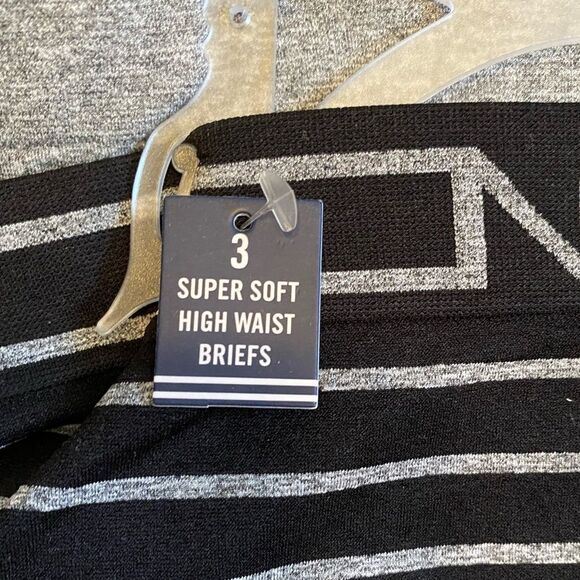 3
SUPER SOFT
HIGH WAIST
BRIEFS